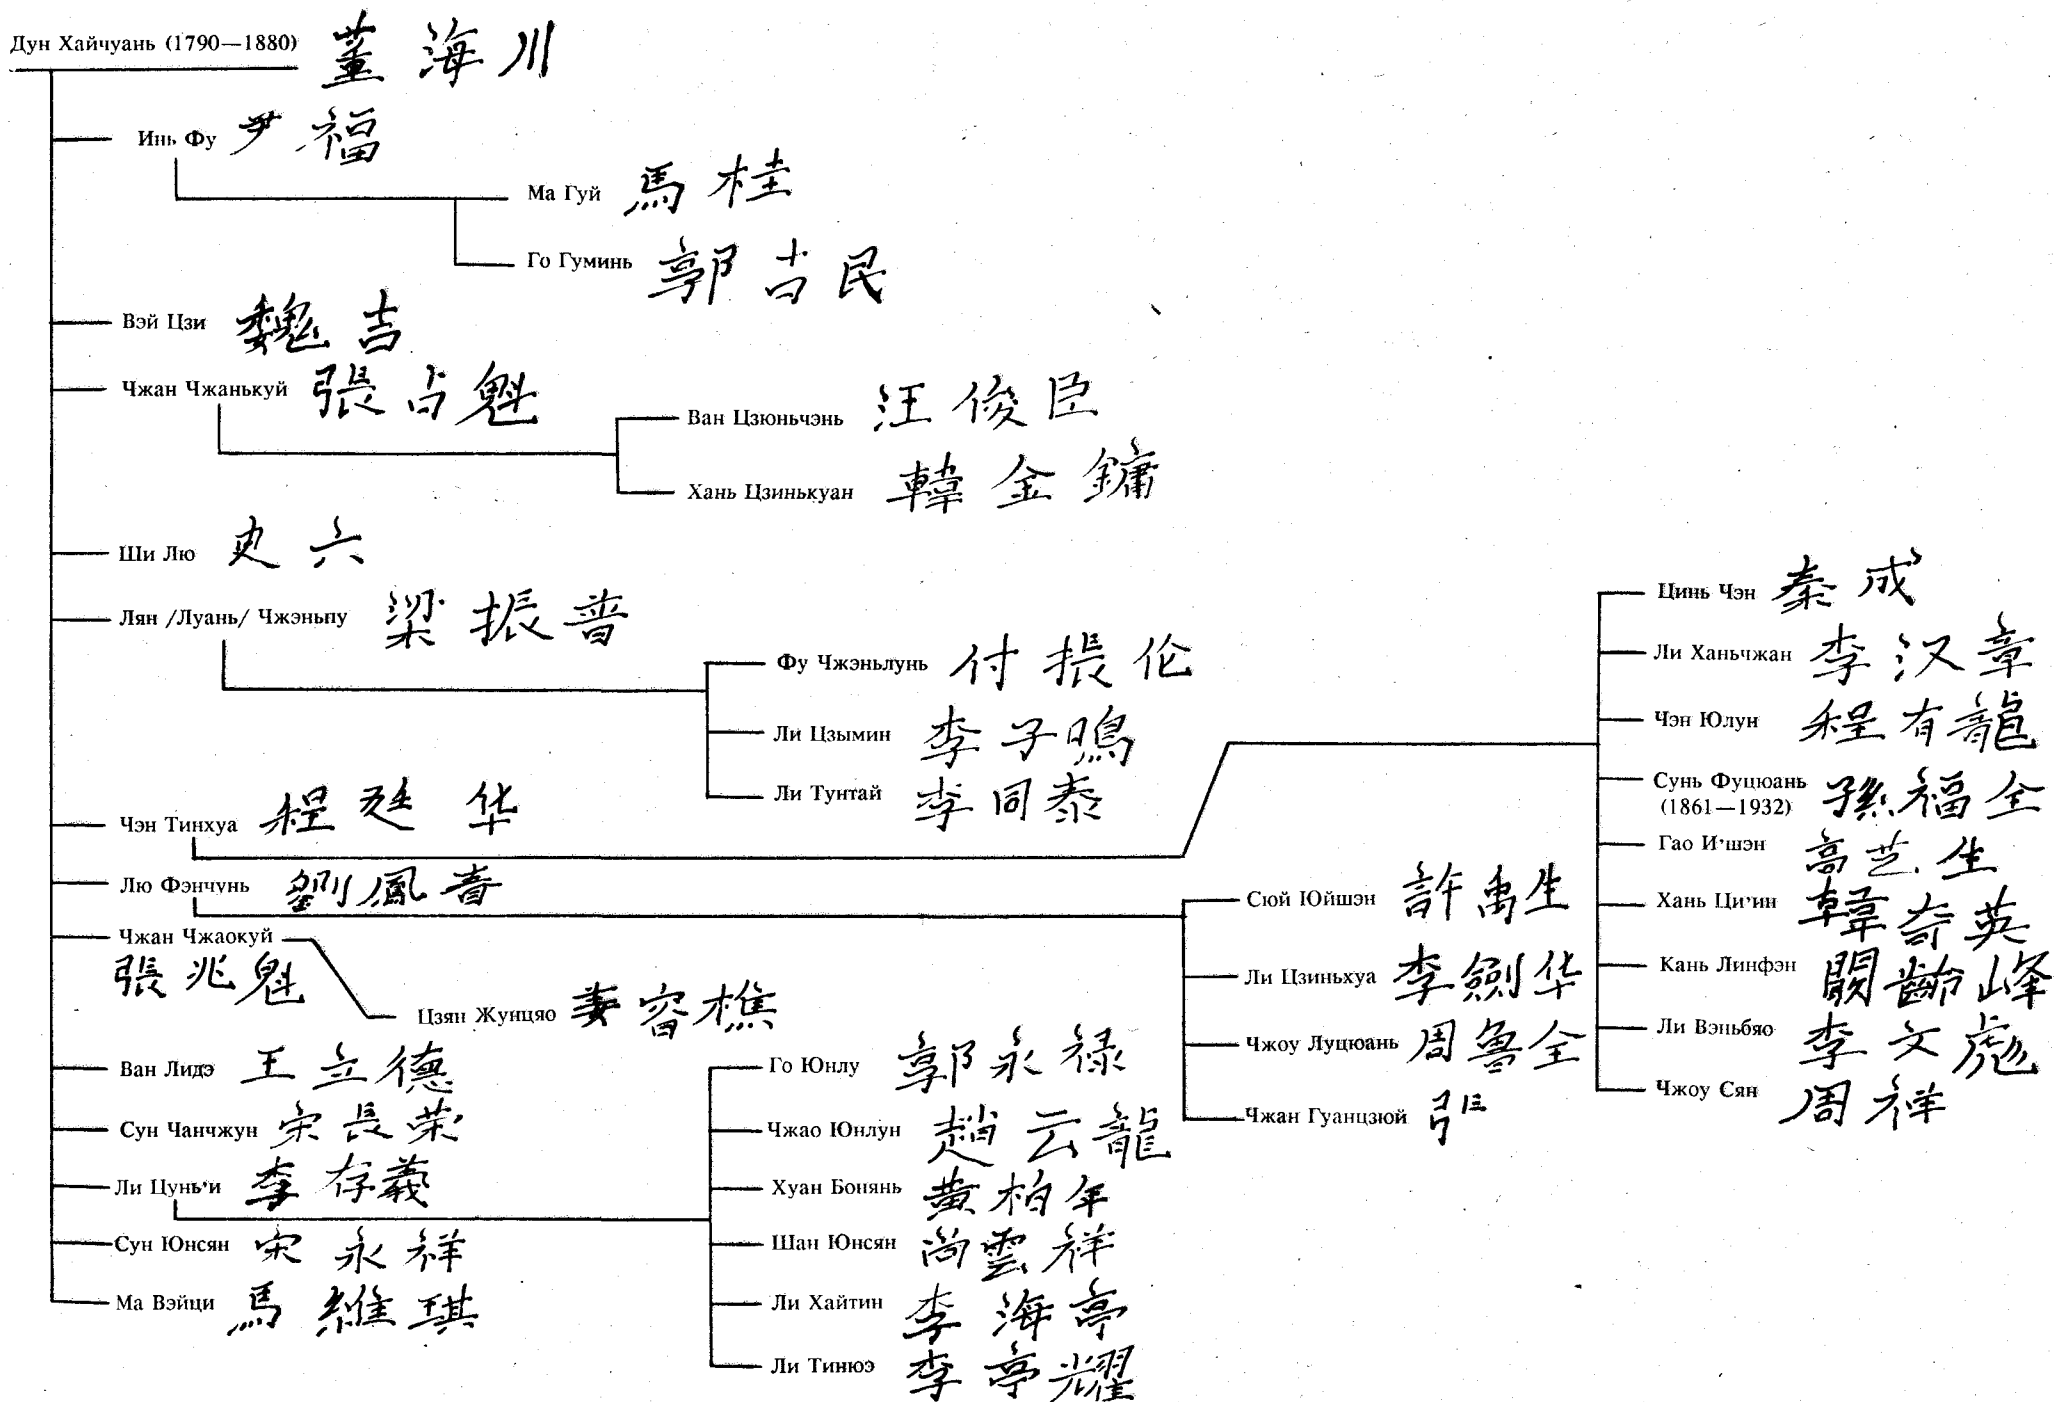 Дун Хайчуань (1790—1880) 董海川
Инь Фу 尹福
Ма Гуй 馬桂
Го Гуминь 郭古民
Вэй Цзи 魏吉
Чжан Чжанькуй 張占魁
Ван Цзюньчэнь 汪俊臣
Хань Цзинькуан 韓金鏞
Ши Лю 史六
Лян /Луань/ Чжэньпу 梁振普
Фу Чжэньлунь 付振伦
Ли Цзымин 李子鳴
Ли Тунтай 李同泰
Чэн Тинхуа 程廷华
Цинь Чэн 秦成
Ли Ханьчжан 李汉章
Чэн Юлун 程有龍
Сунь Фуцюань 孫福全
(1861—1932)
Гао И'шэн 高芝生
Хань Ци'ин 韓奇英
Кань Линфэн 闞齡峰
Ли Вэньбяо 李文彪
Чжоу Сян 周祥
Лю Фэнчунь 劉鳳春
Сюй Юйшэн 許禹生
Ли Цзиньхуа 李劍华
Чжоу Луцюань 周魯全
Чжан Гуанцзюй
Чжан Чжаокуй
張兆魁
Цзян Жунцяо 姜容樵
Ван Лидэ 王立德
Сун Чанчжун 宋長荣
Ли Цунь'и 李存義
Го Юнлу 郭永禄
Чжао Юнлун 趙云龍
Хуан Бонянь 黄柏年
Шан Юнсян 尚雲祥
Ли Хайтин 李海亭
Ли Тинюэ 李亭耀
Сун Юнсян 宋永祥
Ма Вэйци 馬維琪